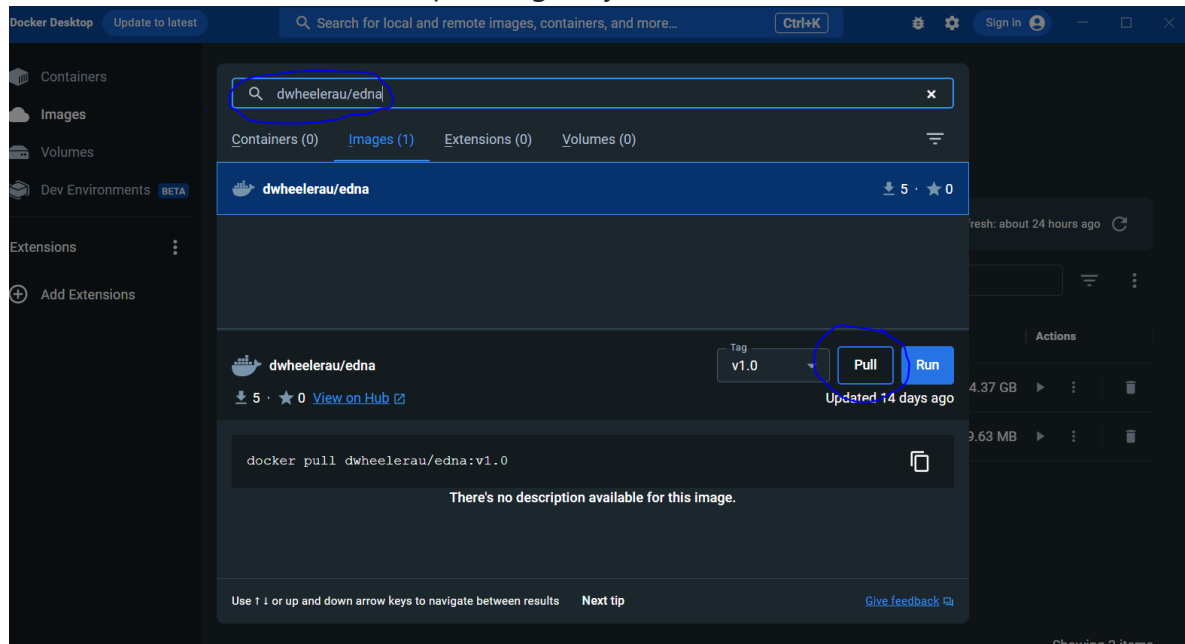 Docker Desktop Update to latest Search for local and remote images, containers, and more... Ctrl+K Sign in
Containers
Images
Volumes
Dev Environments BETA
Extensions
Add Extensions
dwheelerau/edna
Containers (0) Images (1) Extensions (0) Volumes (0)
dwheelerau/edna 5 · 0
fresh: about 24 hours ago
Actions
4.37 GB
9.63 MB
dwheelerau/edna
Tag
v1.0
Pull Run
5 · 0 View on Hub
Updated 14 days ago
docker pull dwheelerau/edna:v1.0
There's no description available for this image.
Use ↑ ↓ or up and down arrow keys to navigate between results Next tip Give feedback